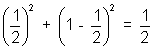 (1/2)² + (1 - 1/2)² = 1/2